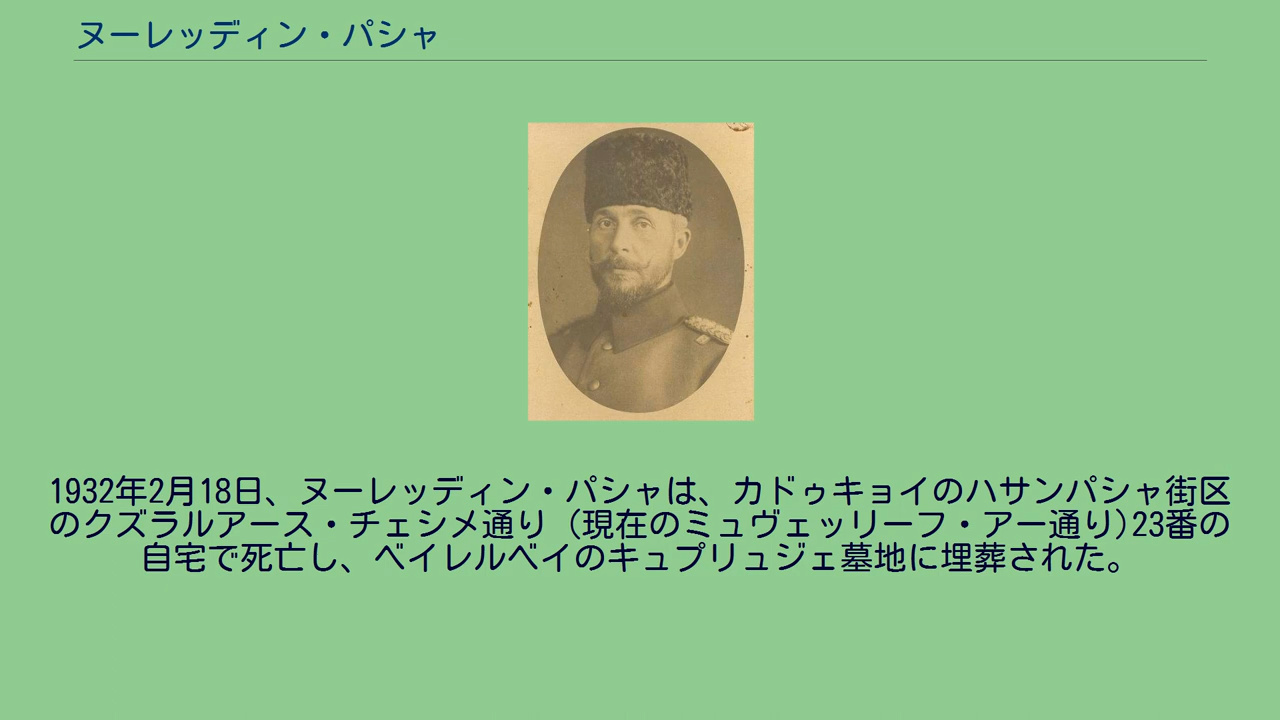 ヌーレッディン・パシャ
1932年2月18日、ヌーレッディン・パシャは、カドゥキョイのハサンパシャ街区
のクズラルアース・チェシメ通り (現在のミュヴェッリーフ・アー通り)23番の
自宅で死亡し、ベイレルベイのキュプリュジェ墓地に埋葬された。